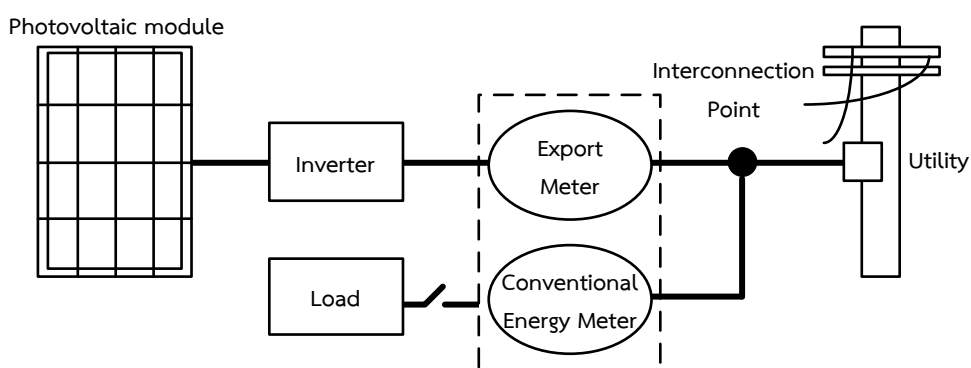 Photovoltaic module
Interconnection
Point
Export
Meter
Inverter
Utility
Conventional
Energy Meter
Load